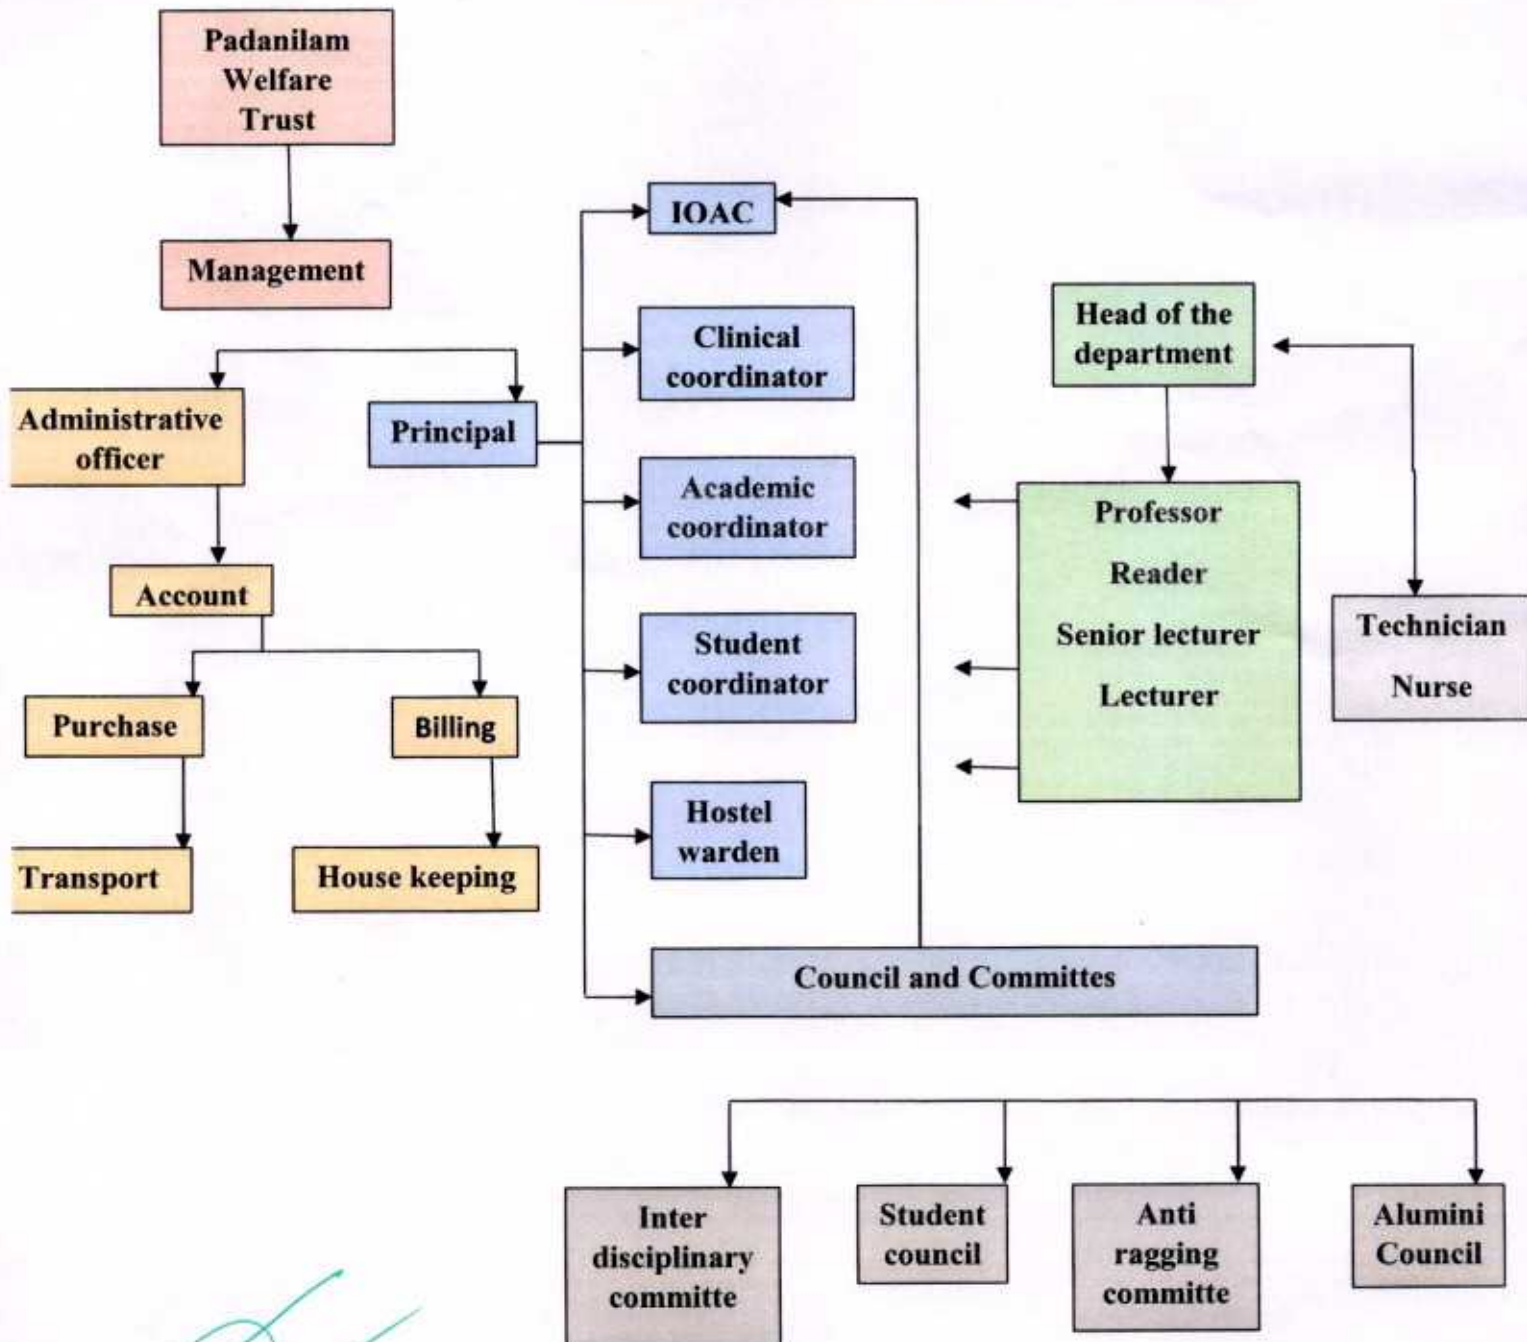 Padanilam
Welfare
Trust
Management
Administrative
officer
Principal
Account
Purchase
Billing
Transport
House keeping
IOAC
Clinical
coordinator
Academic
coordinator
Student
coordinator
Hostel
warden
Council and Committes
Head of the
department
Professor
Reader
Senior lecturer
Lecturer
Technician
Nurse
Inter
disciplinary
committe
Student
council
Anti
ragging
committe
Alumini
Council